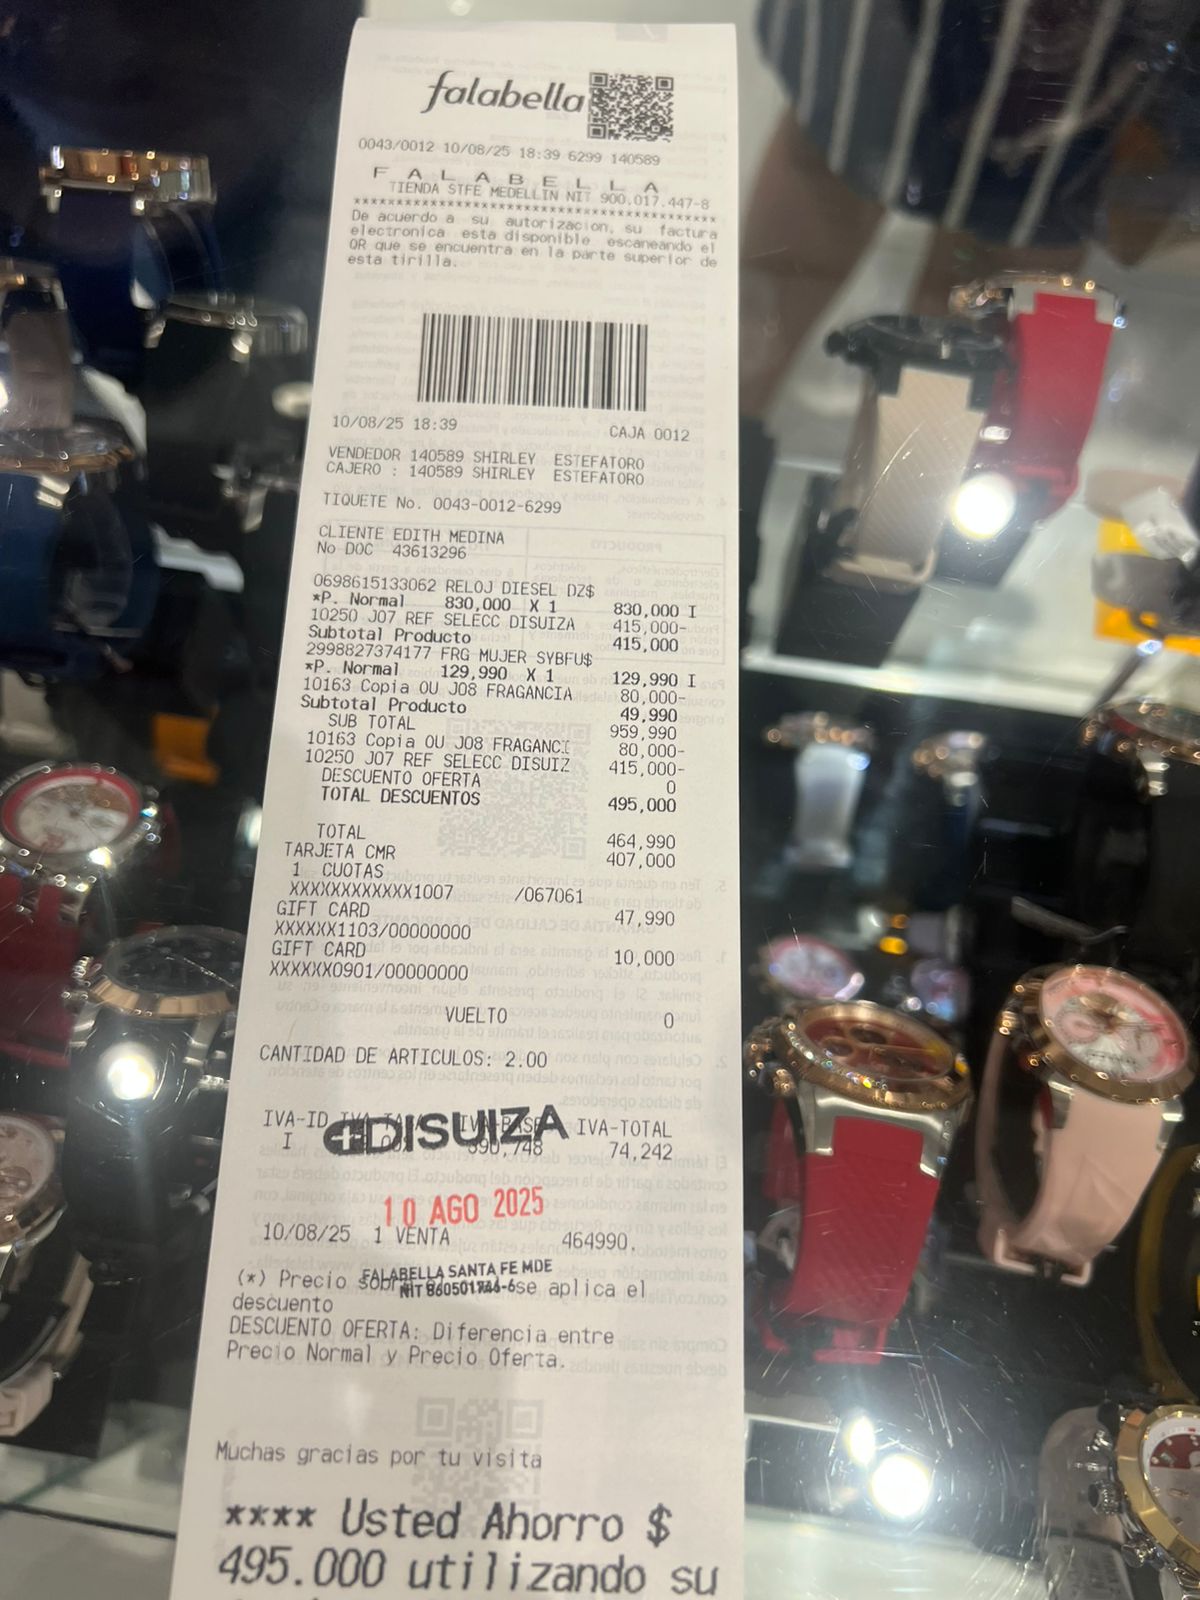 falabella
0043/0012 10/08/25 18:39 6299 140589
F A L A B E L L A
TIENDA STFE MEDELLIN NIT 900.017.447-8
****************************************
De acuerdo a su autorizacion, su factura
electronica esta disponible escaneando el
QR que se encuentra en la parte superior de
esta tirilla.
10/08/25 18:39 CAJA 0012
VENDEDOR 140589 SHIRLEY ESTEFATORO
CAJERO : 140589 SHIRLEY ESTEFATORO
TIQUETE No. 0043-0012-6299
CLIENTE EDITH MEDINA
No DOC 43613296
0698615133062 RELOJ DIESEL DZ$
*P. Normal 830,000 X 1 830,000 I
10250 J07 REF SELECC DISUIZA 415,000-
Subtotal Producto 415,000
2998827374177 FRG MUJER SYBFU$
*P. Normal 129,990 X 1 129,990 I
10163 Copia OU J08 FRAGANCIA 80,000-
Subtotal Producto 49,990
SUB TOTAL 959,990
10163 Copia OU J08 FRAGANCI 80,000-
10250 J07 REF SELECC DISUIZ 415,000-
DESCUENTO OFERTA 0
TOTAL DESCUENTOS 495,000
TOTAL 464,990
TARJETA CMR 407,000
1 CUOTAS
XXXXXXXXXXXX1007 /067061
GIFT CARD 47,990
XXXXXX1103/00000000
GIFT CARD 10,000
XXXXXX0901/00000000
VUELTO 0
CANTIDAD DE ARTICULOS: 2.00
IVA-ID IVA-TOTAL
DISUIZA
I 390,748 74,242
10 AGO 2025
10/08/25 1 VENTA 464990.
FALABELLA SANTA FE MDE
(*) Precio se aplica el
descuento
DESCUENTO OFERTA: Diferencia entre
Precio Normal y Precio Oferta.
Muchas gracias por tu visita
**** Usted Ahorro $
495.000 utilizando su